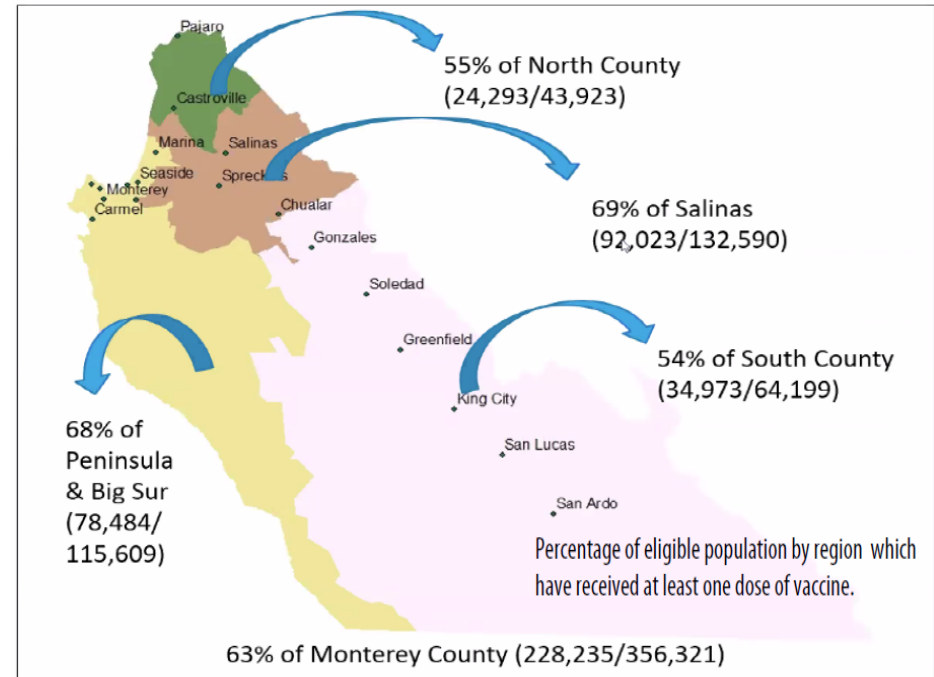 Pajaro
55% of North County
(24,293/43,923)
Castroville
Marina
Salinas
Seaside
Spreckels
Monterey
Carmel
Chualar
69% of Salinas
(92,023/132,590)
Gonzales
Soledad
Greenfield
54% of South County
(34,973/64,199)
King City
68% of
Peninsula
& Big Sur
(78,484/
115,609)
San Lucas
San Ardo
Percentage of eligible population by region which
have received at least one dose of vaccine.
63% of Monterey County (228,235/356,321)